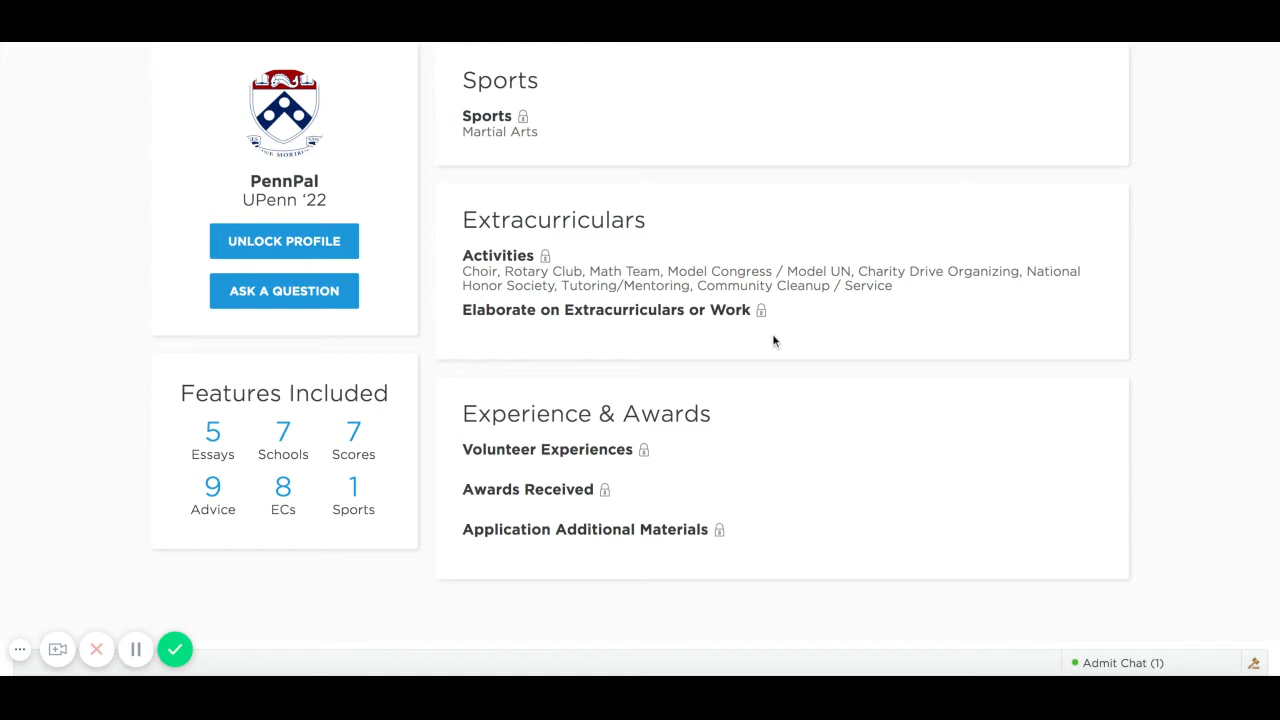 PennPal
UPenn ‘22
UNLOCK PROFILE
ASK A QUESTION
Features Included
5 7 7
Essays Schools Scores
9 8 1
Advice ECs Sports
Sports
Sports
Martial Arts
Extracurriculars
Activities
Choir, Rotary Club, Math Team, Model Congress / Model UN, Charity Drive Organizing, National
Honor Society, Tutoring/Mentoring, Community Cleanup / Service
Elaborate on Extracurriculars or Work
Experience & Awards
Volunteer Experiences
Awards Received
Application Additional Materials
Admit Chat (1)